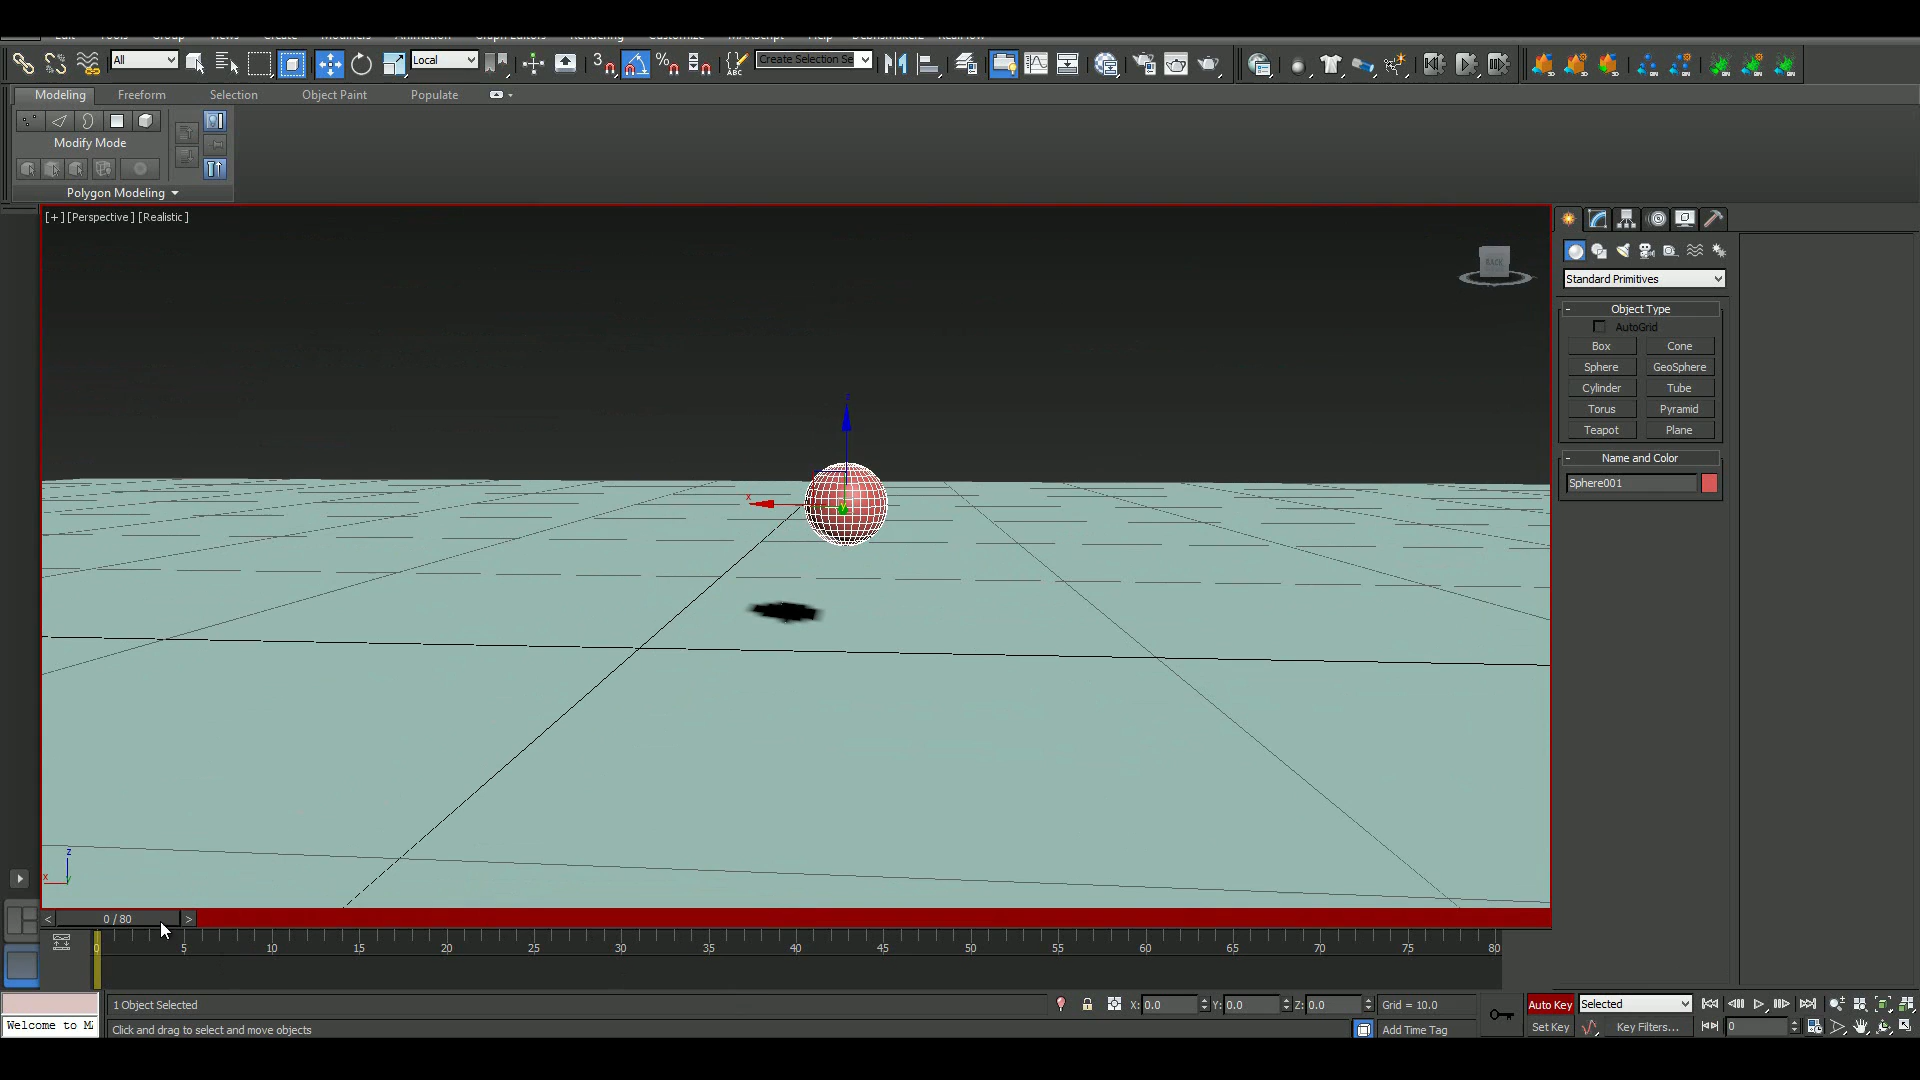 Edit Tools Group Views Create Modifiers Animation Graph Editors Rendering Customize MAXScript Help
All
Local
3
%
ABC
Create Selection Se
Modeling Freeform Selection Object Paint Populate
Modify Mode
Polygon Modeling
[+] [Perspective] [Realistic]
BACK
Standard Primitives
- Object Type
AutoGrid
Box Cone
Sphere GeoSphere
Cylinder Tube
Torus Pyramid
Teapot Plane
- Name and Color
Sphere001
z
x
y
z
x
y
< 0 / 80 >
0 5 10 15 20 25 30 35 40 45 50 55 60 65 70 75 80
1 Object Selected X: 0.0 Y: 0.0 Z: 0.0 Grid = 10.0 Auto Key Selected
Welcome to M
Click and drag to select and move objects Add Time Tag Set Key Key Filters... 0